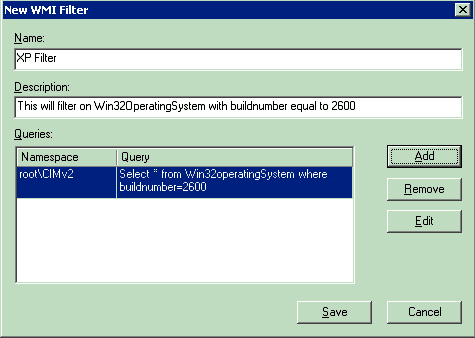 New WMI Filter
Name:
XP Filter
Description:
This will filter on Win32OperatingSystem with buildnumber equal to 2600
Queries:
Namespace Query
root\CIMv2 Select * from Win32operatingSystem where
buildnumber=2600
Add
Remove
Edit
Save Cancel